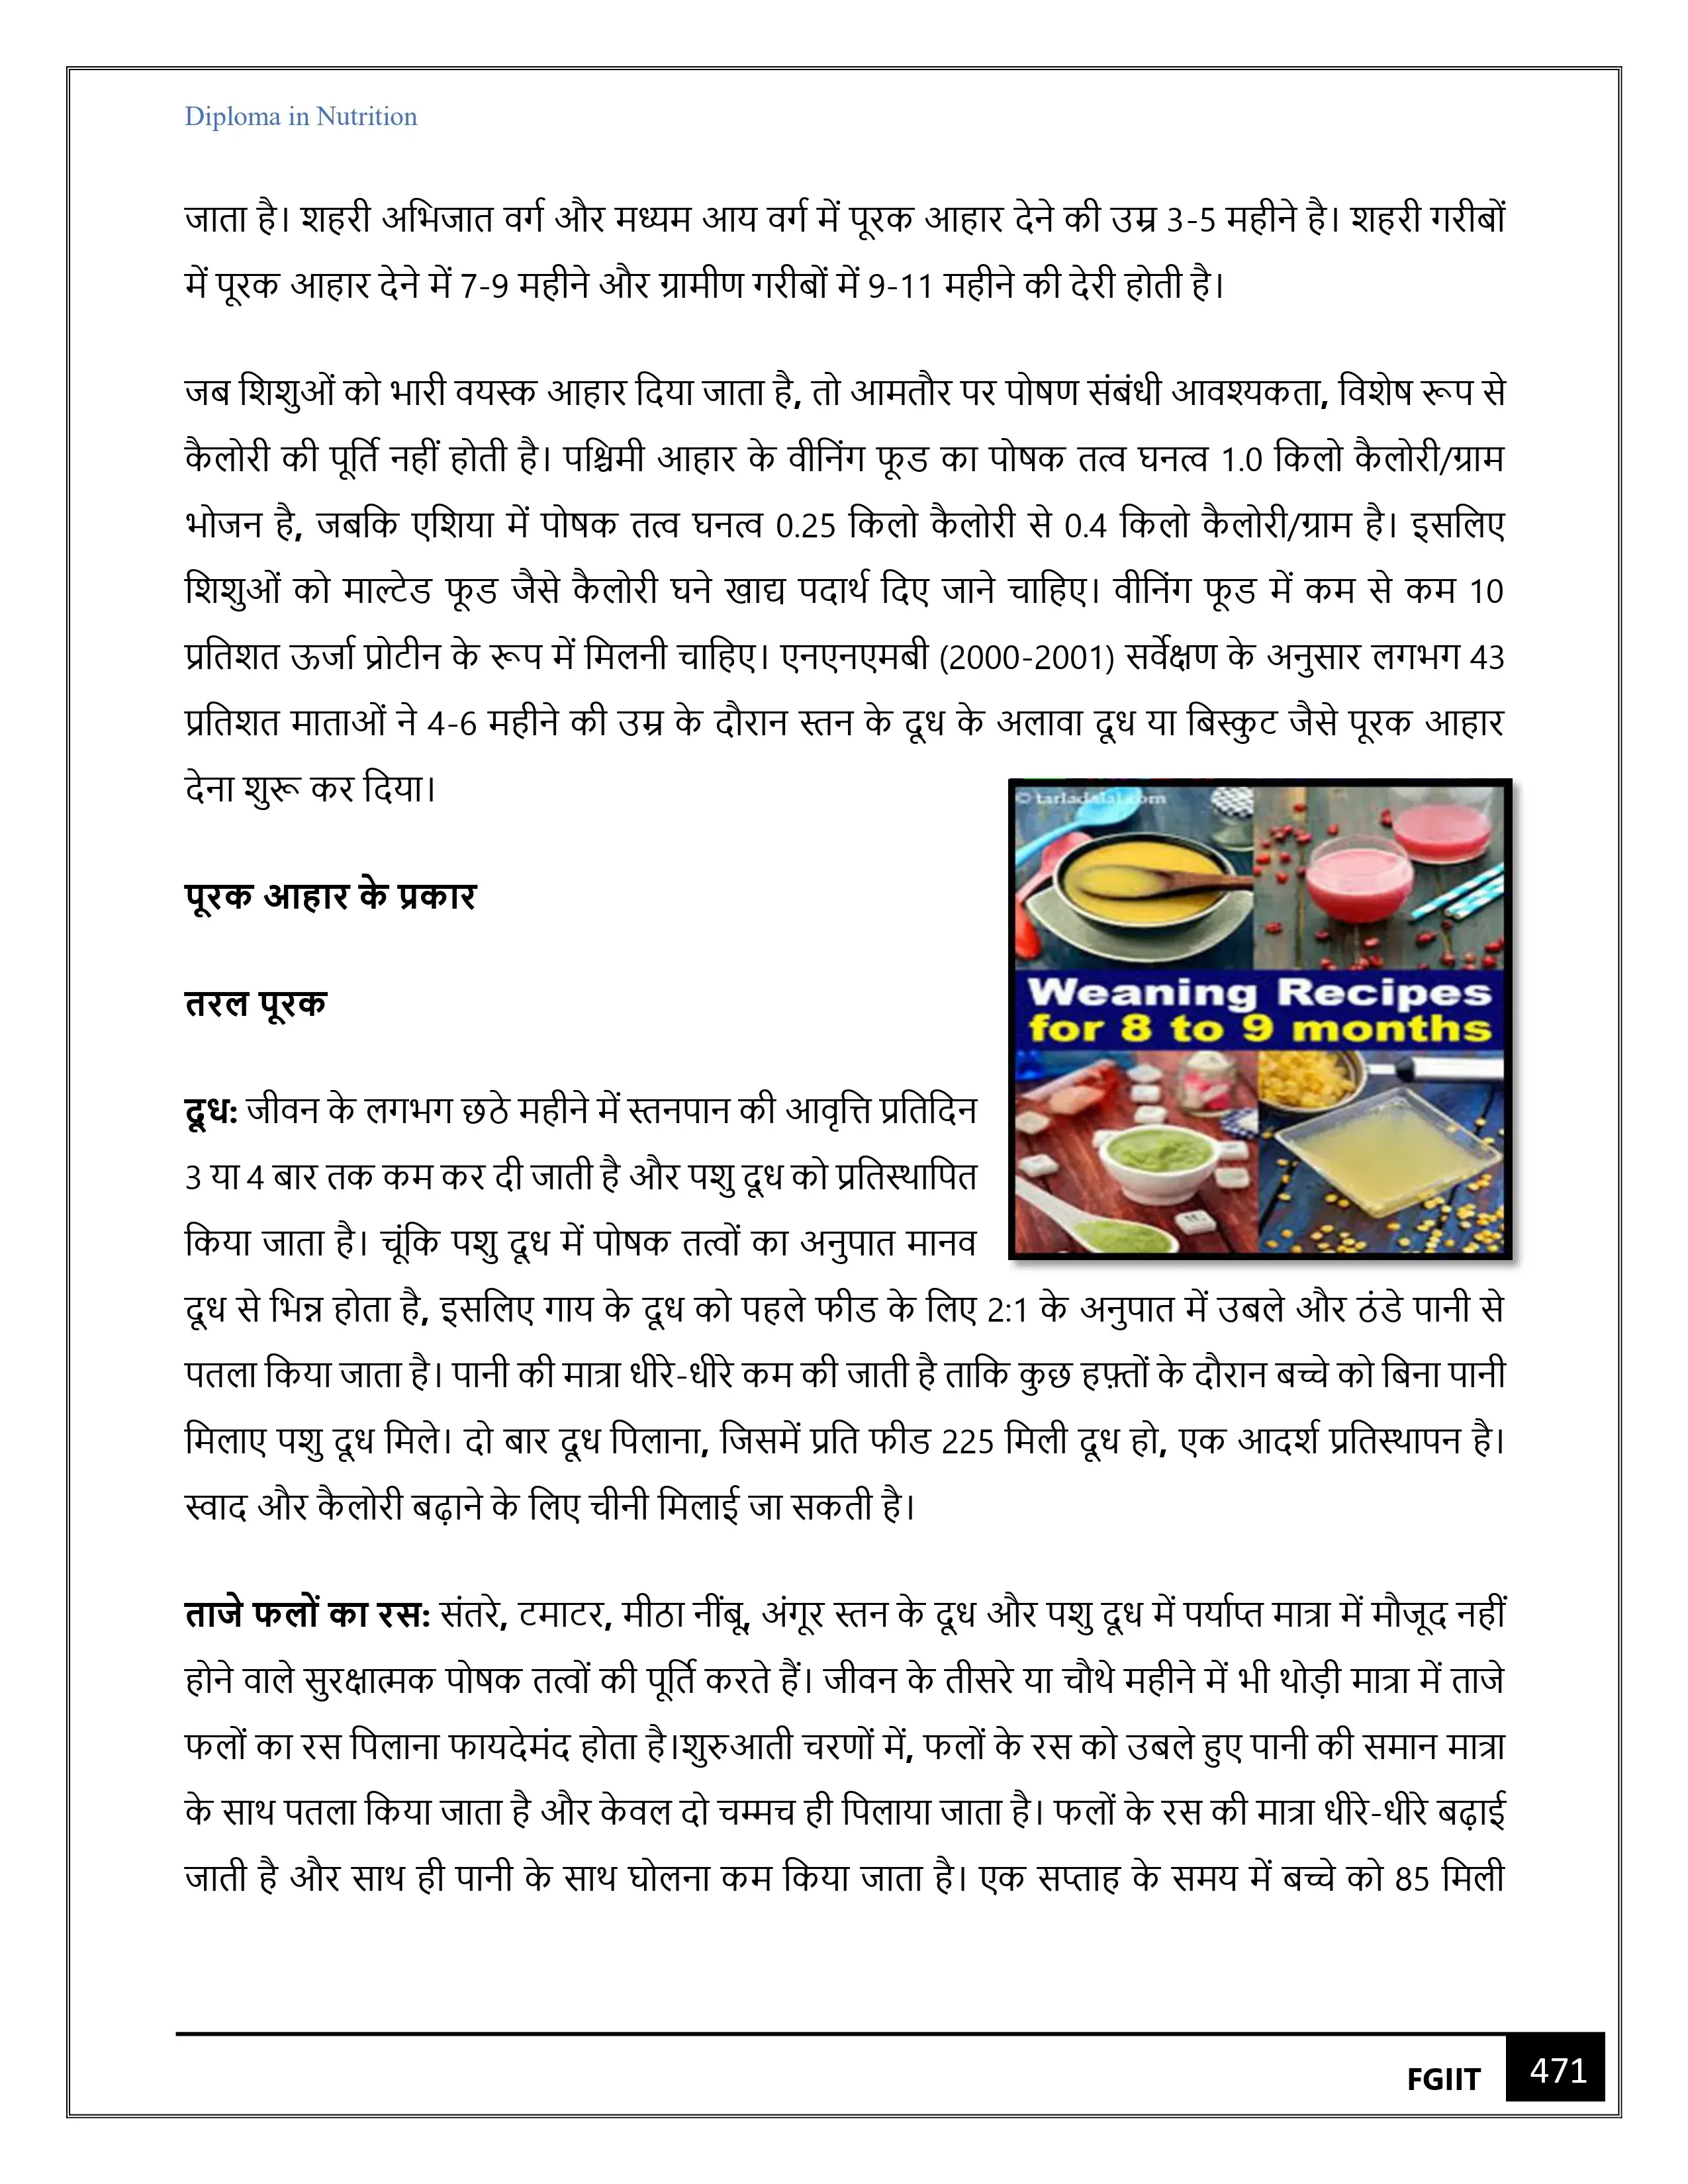 Diploma in Nutrition
जाता है। शहरी अभिजात वर्ग और मध्यम आय वर्ग में पूरक आहार देने की उम्र 3-5 महीने है। शहरी गरीबों
में पूरक आहार देने में 7-9 महीने और ग्रामीण गरीबों में 9-11 महीने की देरी होती है।
जब शिशुओं को भारी वयस्क आहार दिया जाता है, तो आमतौर पर पोषण संबंधी आवश्यकता, विशेष रूप से
कैलोरी की पूर्ति नहीं होती है। पश्चिमी आहार के वीनिंग फूड का पोषक तत्व घनत्व 1.0 किलो कैलोरी/ग्राम
भोजन है, जबकि एशिया में पोषक तत्व घनत्व 0.25 किलो कैलोरी से 0.4 किलो कैलोरी/ग्राम है। इसलिए
शिशुओं को माल्टेड फूड जैसे कैलोरी घने खाद्य पदार्थ दिए जाने चाहिए। वीनिंग फूड में कम से कम 10
प्रतिशत ऊर्जा प्रोटीन के रूप में मिलनी चाहिए। एनएनएमबी (2000-2001) सर्वेक्षण के अनुसार लगभग 43
प्रतिशत माताओं ने 4-6 महीने की उम्र के दौरान स्तन के दूध के अलावा दूध या बिस्कुट जैसे पूरक आहार
देना शुरू कर दिया।
© tarladalal.com
Weaning Recipes
for 8 to 9 months
पूरक आहार के प्रकार
तरल पूरक
दूध: जीवन के लगभग छठे महीने में स्तनपान की आवृत्ति प्रतिदिन
3 या 4 बार तक कम कर दी जाती है और पशु दूध को प्रतिस्थापित
किया जाता है। चूंकि पशु दूध में पोषक तत्वों का अनुपात मानव
दूध से भिन्न होता है, इसलिए गाय के दूध को पहले फीड के लिए 2:1 के अनुपात में उबले और ठंडे पानी से
पतला किया जाता है। पानी की मात्रा धीरे-धीरे कम की जाती है ताकि कुछ हफ़्तों के दौरान बच्चे को बिना पानी
मिलाए पशु दूध मिले। दो बार दूध पिलाना, जिसमें प्रति फीड 225 मिली दूध हो, एक आदर्श प्रतिस्थापन है।
स्वाद और कैलोरी बढ़ाने के लिए चीनी मिलाई जा सकती है।
ताजे फलों का रस: संतरे, टमाटर, मीठा नींबू, अंगूर स्तन के दूध और पशु दूध में पर्याप्त मात्रा में मौजूद नहीं
होने वाले सुरक्षात्मक पोषक तत्वों की पूर्ति करते हैं। जीवन के तीसरे या चौथे महीने में भी थोड़ी मात्रा में ताजे
फलों का रस पिलाना फायदेमंद होता है।शुरुआती चरणों में, फलों के रस को उबले हुए पानी की समान मात्रा
के साथ पतला किया जाता है और केवल दो चम्मच ही पिलाया जाता है। फलों के रस की मात्रा धीरे-धीरे बढ़ाई
जाती है और साथ ही पानी के साथ घोलना कम किया जाता है। एक सप्ताह के समय में बच्चे को 85 मिली
FGIIT 471